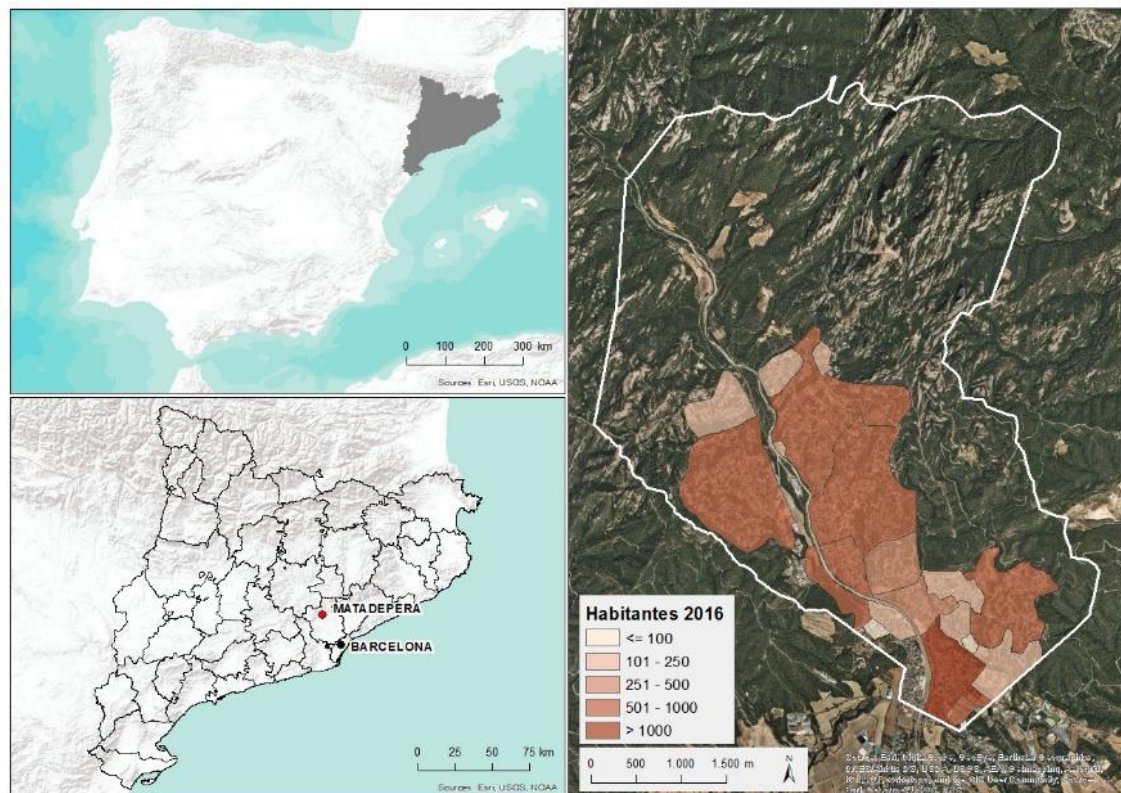 0 100 200 300 km
Sources: Esri, USGS, NOAA
MATADEPERA
BARCELONA
0 25 50 75 km
Sources: Esri, USGS, NOAA
Habitantes 2016
<= 100
101 - 250
251 - 500
501 - 1000
> 1000
0 500 1.000 1.500 m
N